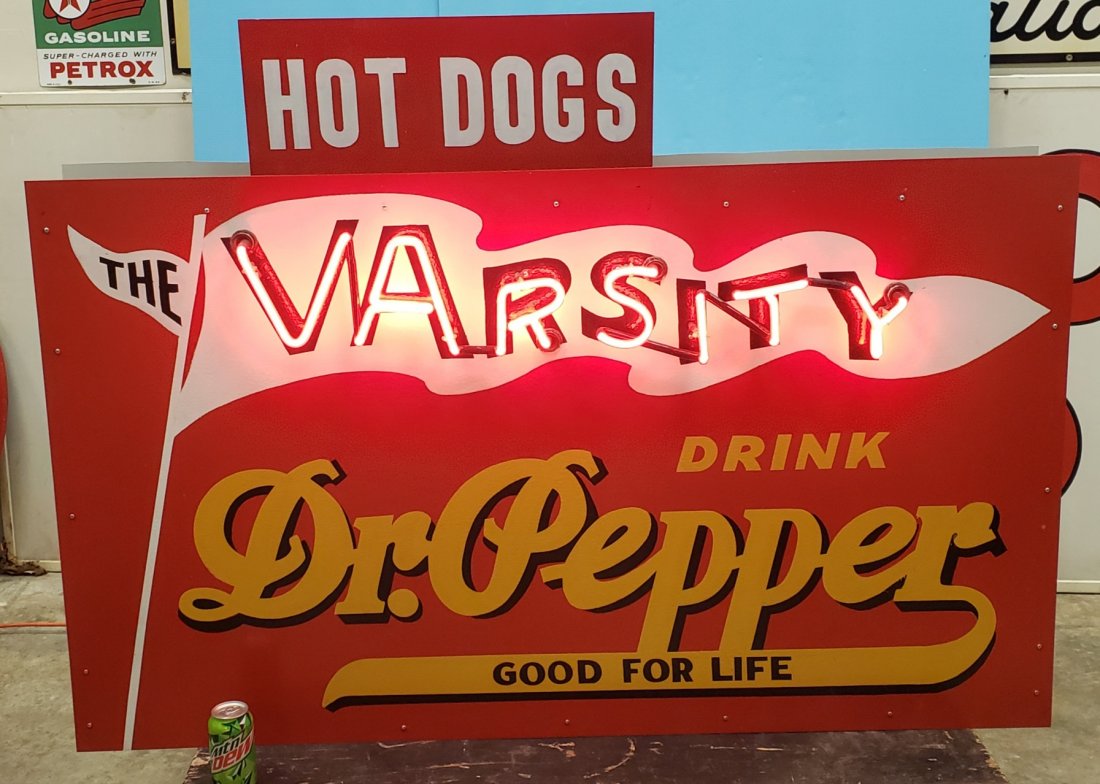 GASOLINE
SUPER-CHARGED WITH
PETROX
HOT DOGS
THE
VARSITY
DRINK
Dr. Pepper
GOOD FOR LIFE